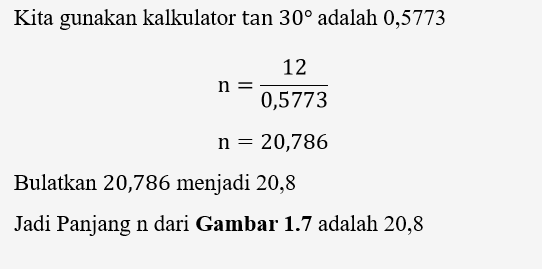 Kita gunakan kalkulator tan 30° adalah 0,5773
n = 12 / 0,5773
n = 20,786
Bulatkan 20,786 menjadi 20,8
Jadi Panjang n dari Gambar 1.7 adalah 20,8